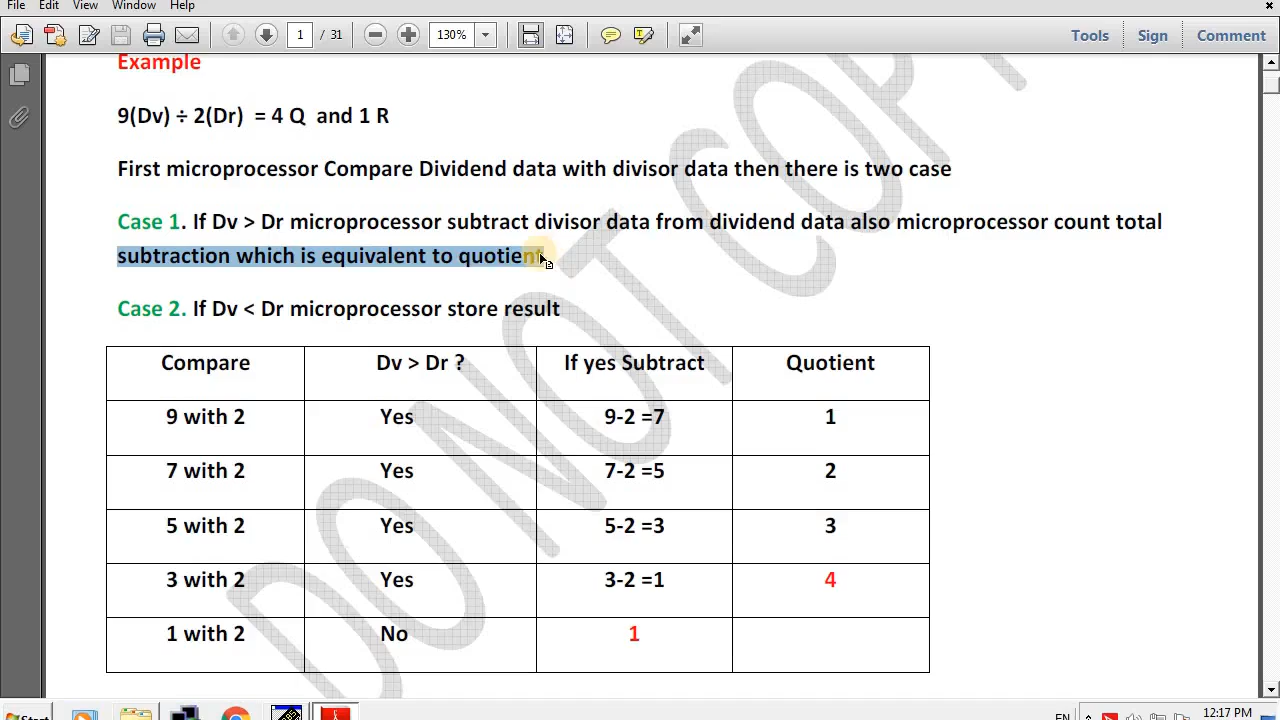 File Edit View Window Help
1 / 31 130% Tools Sign Comment
Example
9(Dv) ÷ 2(Dr) = 4 Q and 1 R
First microprocessor Compare Dividend data with divisor data then there is two case
Case 1. If Dv > Dr microprocessor subtract divisor data from dividend data also microprocessor count total
subtraction which is equivalent to quotient
Case 2. If Dv < Dr microprocessor store result
Compare Dv > Dr ? If yes Subtract Quotient
9 with 2 Yes 9-2 =7 1
7 with 2 Yes 7-2 =5 2
5 with 2 Yes 5-2 =3 3
3 with 2 Yes 3-2 =1 4
1 with 2 No 1
DO NOT COPY
Start EN 12:17 PM